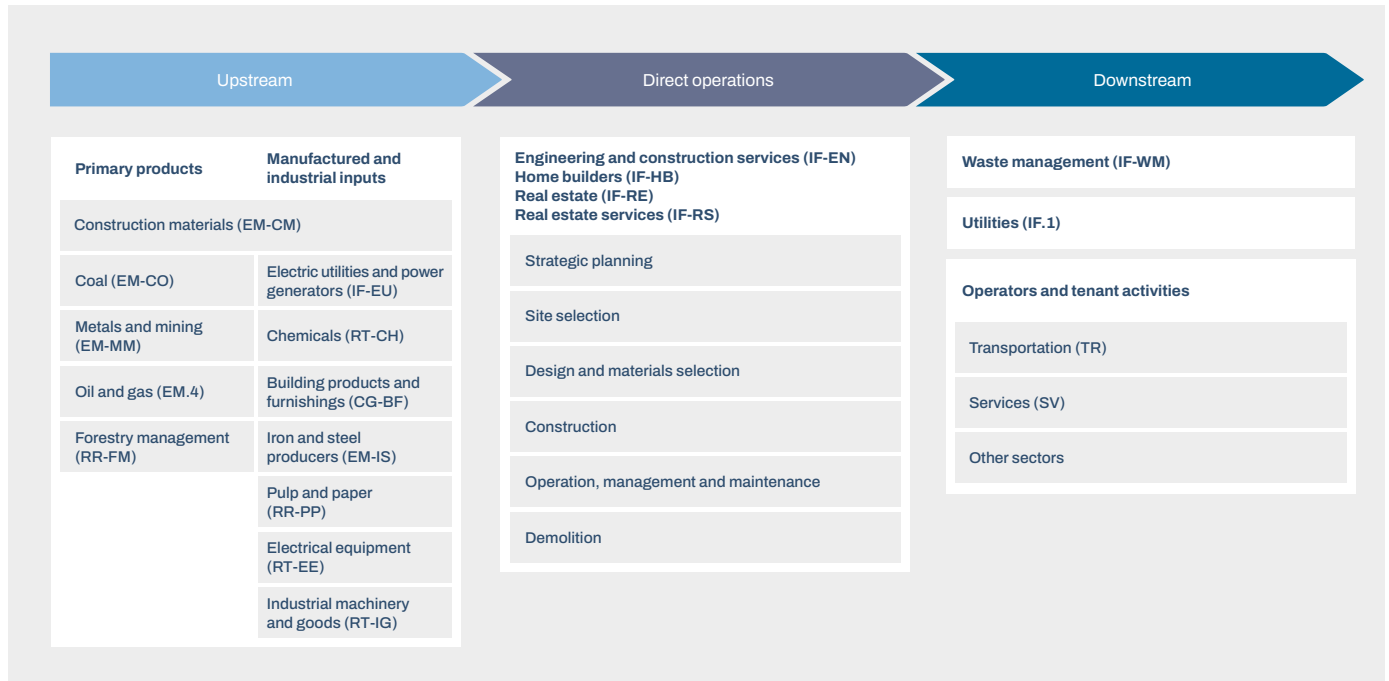 Upstream
Direct operations
Downstream
Primary products
Manufactured and
industrial inputs
Construction materials (EM-CM)
Coal (EM-CO)
Electric utilities and power
generators (IF-EU)
Metals and mining
(EM-MM)
Chemicals (RT-CH)
Oil and gas (EM.4)
Building products and
furnishings (CG-BF)
Forestry management
(RR-FM)
Iron and steel
producers (EM-IS)
Pulp and paper
(RR-PP)
Electrical equipment
(RT-EE)
Industrial machinery
and goods (RT-IG)
Engineering and construction services (IF-EN)
Home builders (IF-HB)
Real estate (IF-RE)
Real estate services (IF-RS)
Strategic planning
Site selection
Design and materials selection
Construction
Operation, management and maintenance
Demolition
Waste management (IF-WM)
Utilities (IF.1)
Operators and tenant activities
Transportation (TR)
Services (SV)
Other sectors